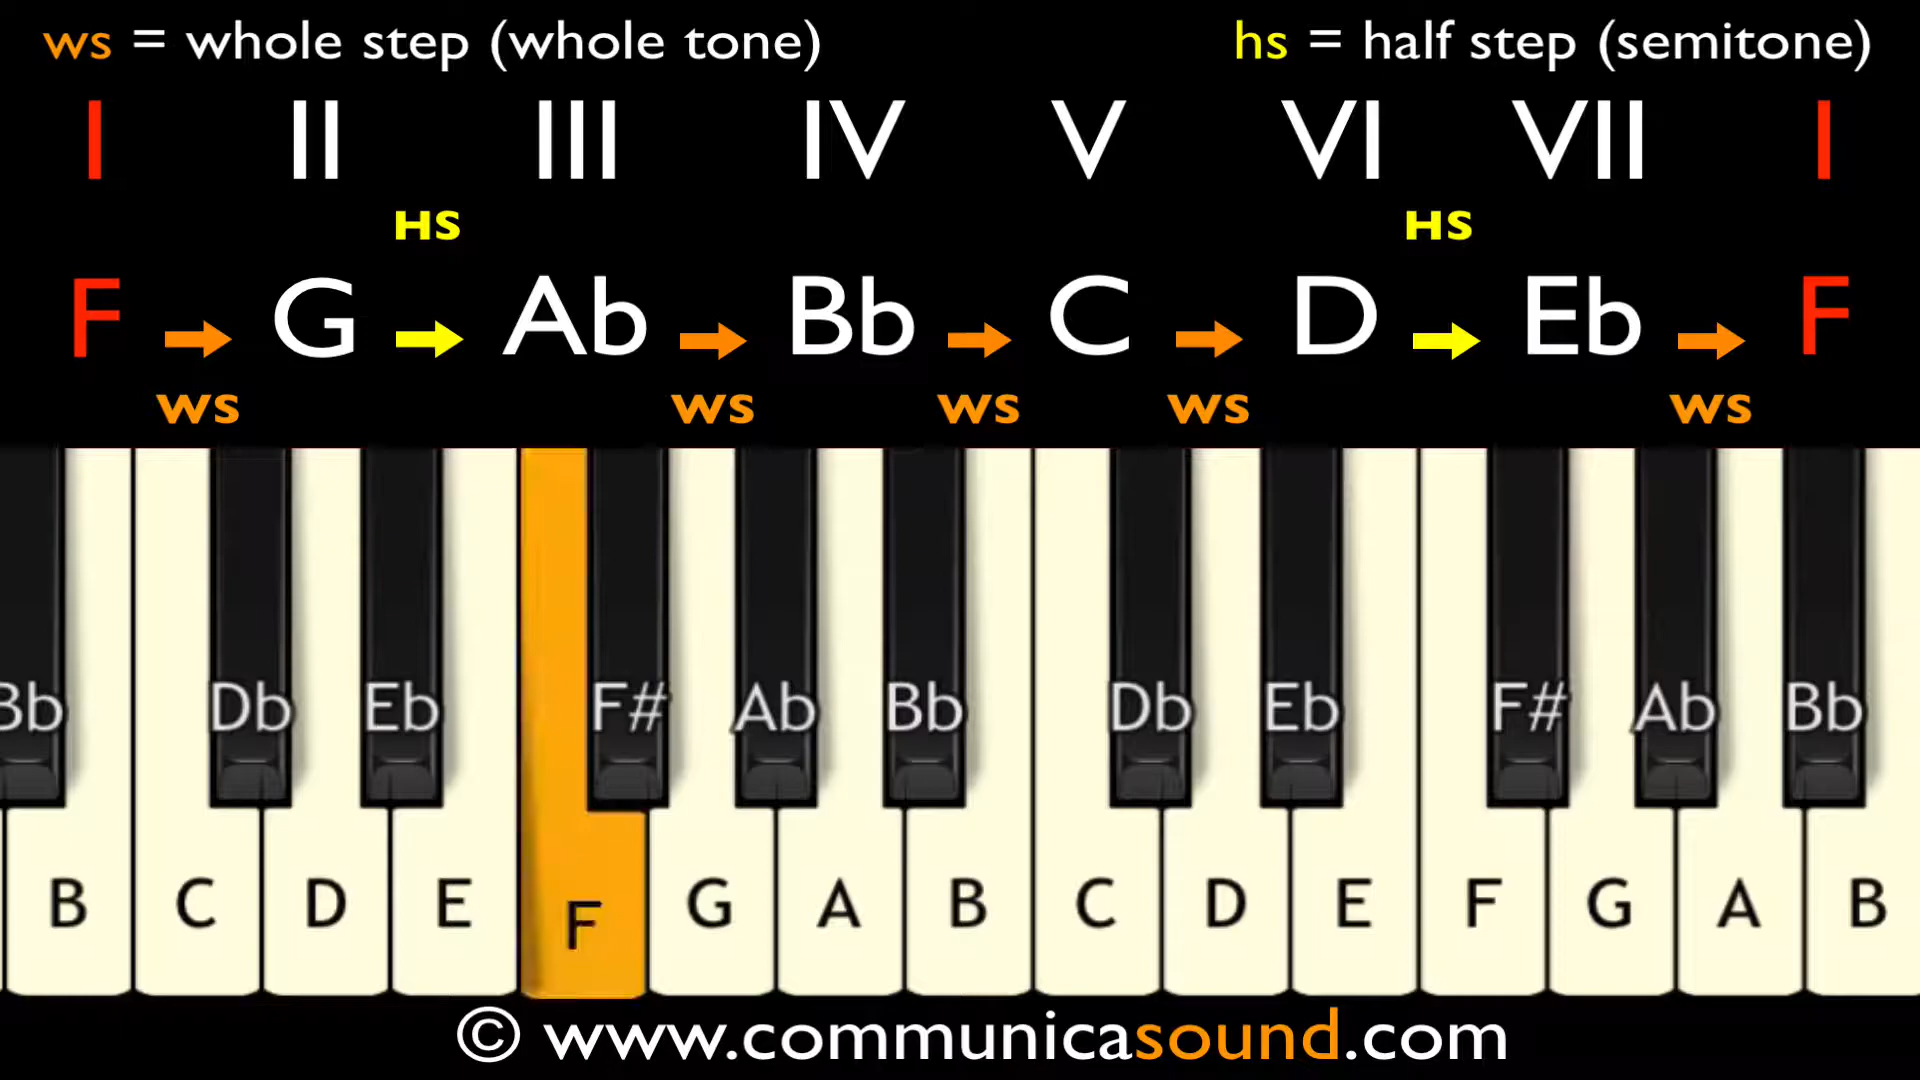 ws = whole step (whole tone) hs = half step (semitone)
I II III IV V VI VII I
HS HS
F G Ab Bb C D Eb F
ws ws ws ws ws
Bb Db Eb F# Ab Bb Db Eb F# Ab Bb
B C D E F G A B C D E F G A B
© www.communicasound.com